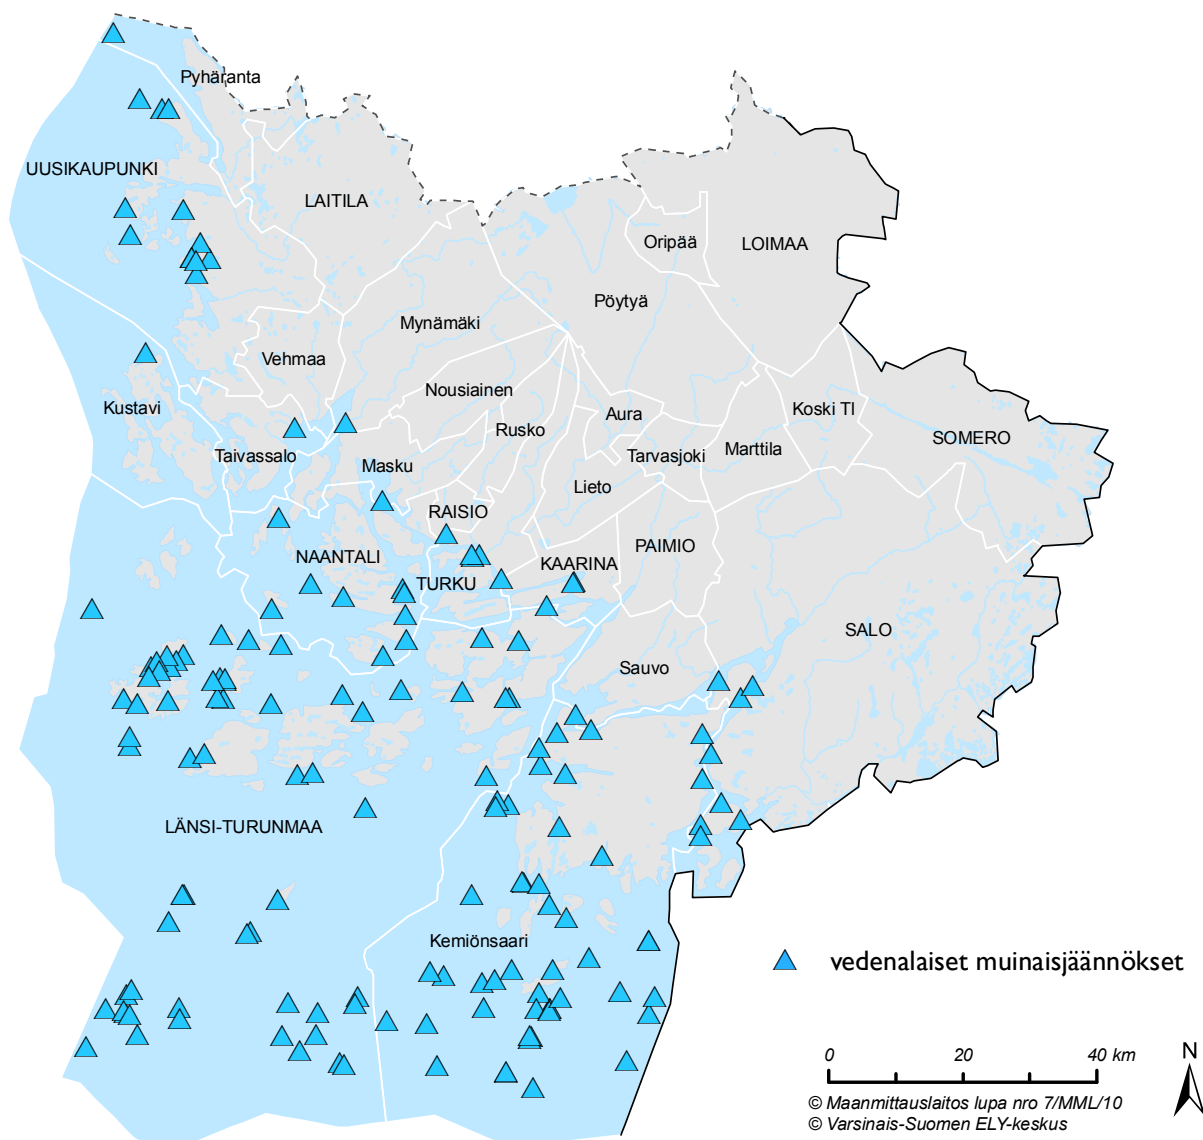 Pyhäranta
UUSIKAUPUNKI
LAITILA
Oripää
LOIMAA
Pöytyä
Mynämäki
Vehmaa
Nousiainen
Kustavi
Koski Tl
Aura
Rusko
SOMERO
Taivassalo
Masku
Tarvasjoki
Marttila
Lieto
RAISIO
NAANTALI
PAIMIO
KAARINA
TURKU
SALO
Sauvo
LÄNSI-TURUNMAA
Kemiönsaari
vedenalaiset muinaisjäännökset
0 20 40 km
N
© Maanmittauslaitos lupa nro 7/MML/10
© Varsinais-Suomen ELY-keskus